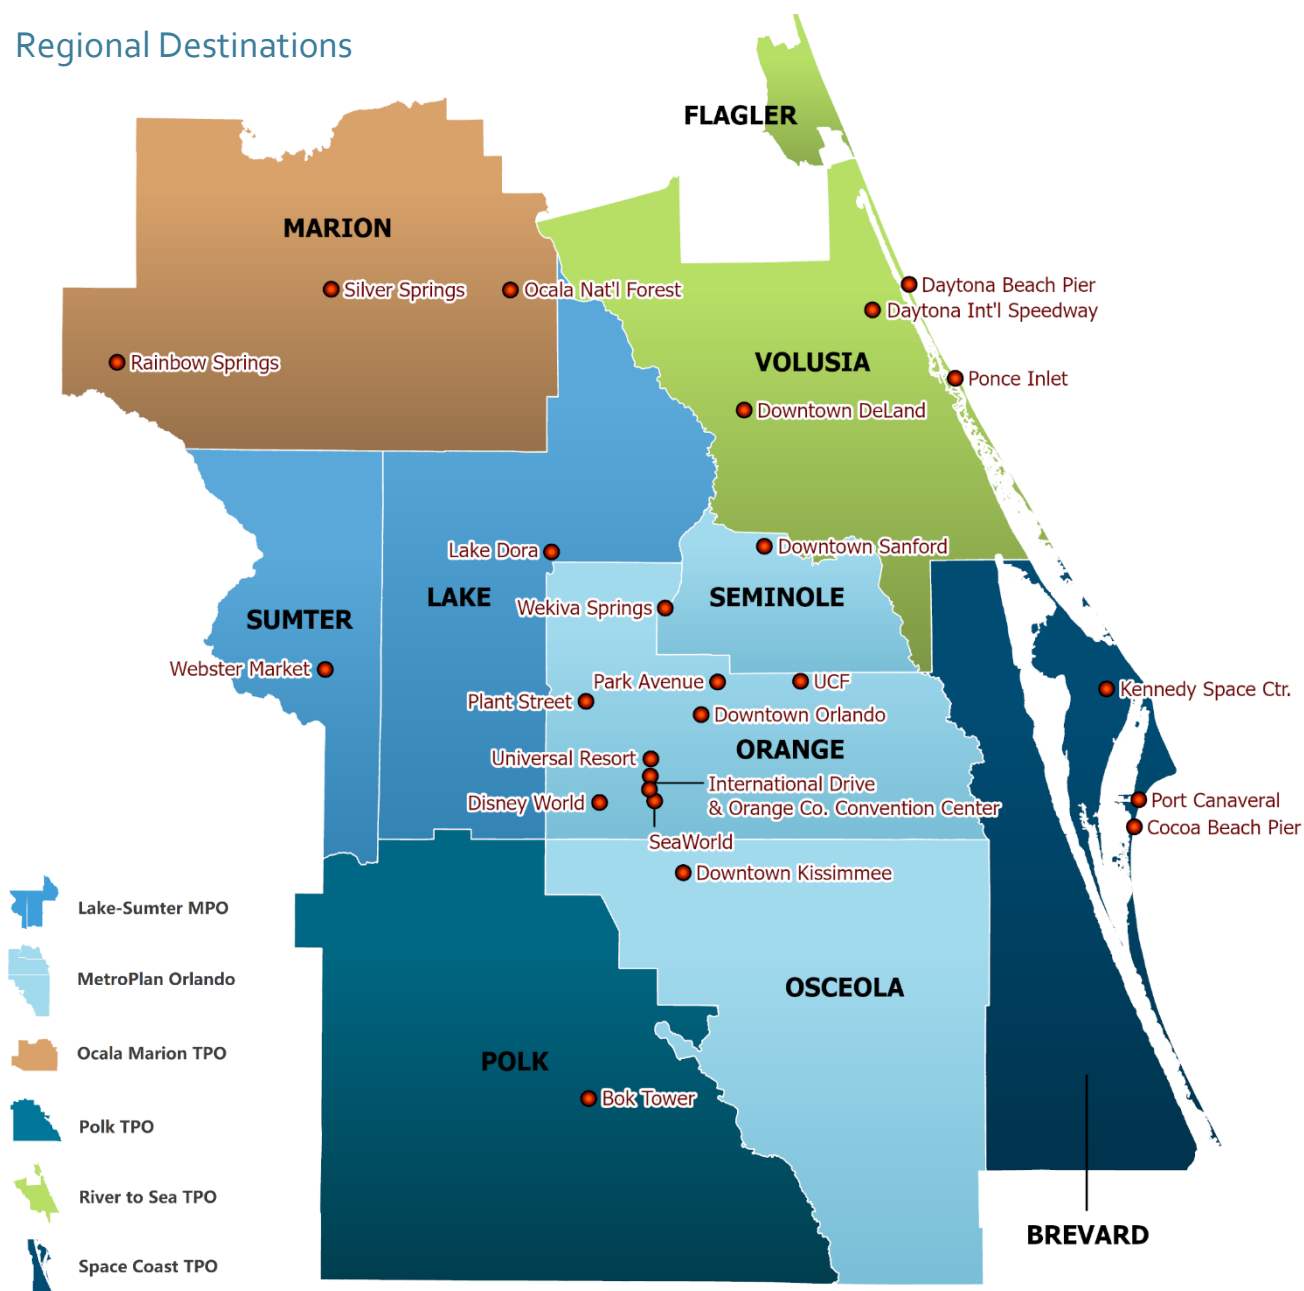 Regional Destinations
FLAGLER
MARION
Silver Springs
Ocala Nat'l Forest
Daytona Beach Pier
Daytona Int'l Speedway
Rainbow Springs
VOLUSIA
Ponce Inlet
Downtown DeLand
Lake Dora
Downtown Sanford
LAKE
SEMINOLE
Wekiva Springs
SUMTER
Webster Market
Park Avenue
UCF
Kennedy Space Ctr.
Plant Street
Downtown Orlando
ORANGE
Universal Resort
International Drive
& Orange Co. Convention Center
Disney World
Port Canaveral
Cocoa Beach Pier
SeaWorld
Downtown Kissimmee
OSCEOLA
POLK
Bok Tower
BREVARD
Lake-Sumter MPO
MetroPlan Orlando
Ocala Marion TPO
Polk TPO
River to Sea TPO
Space Coast TPO